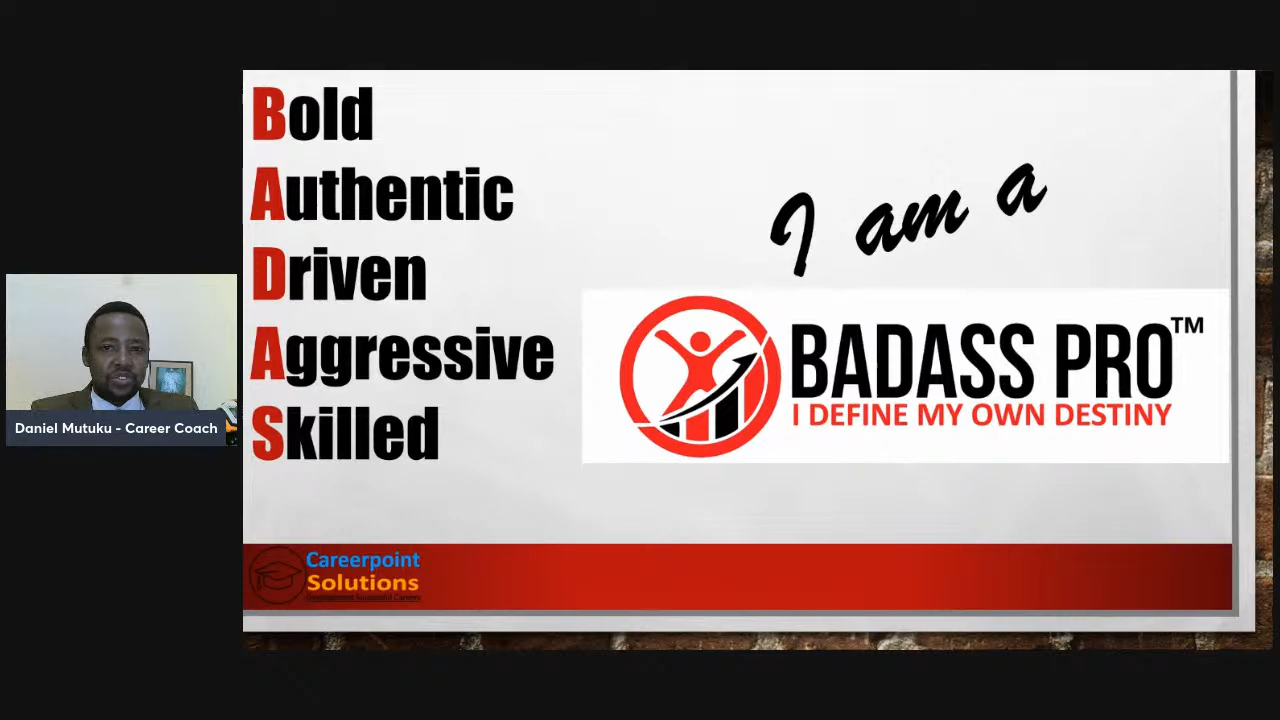 Bold
Authentic
Driven
Aggressive
Skilled
I am a
BADASS PRO™
I DEFINE MY OWN DESTINY
Daniel Mutuku - Career Coach
Careerpoint
Solutions